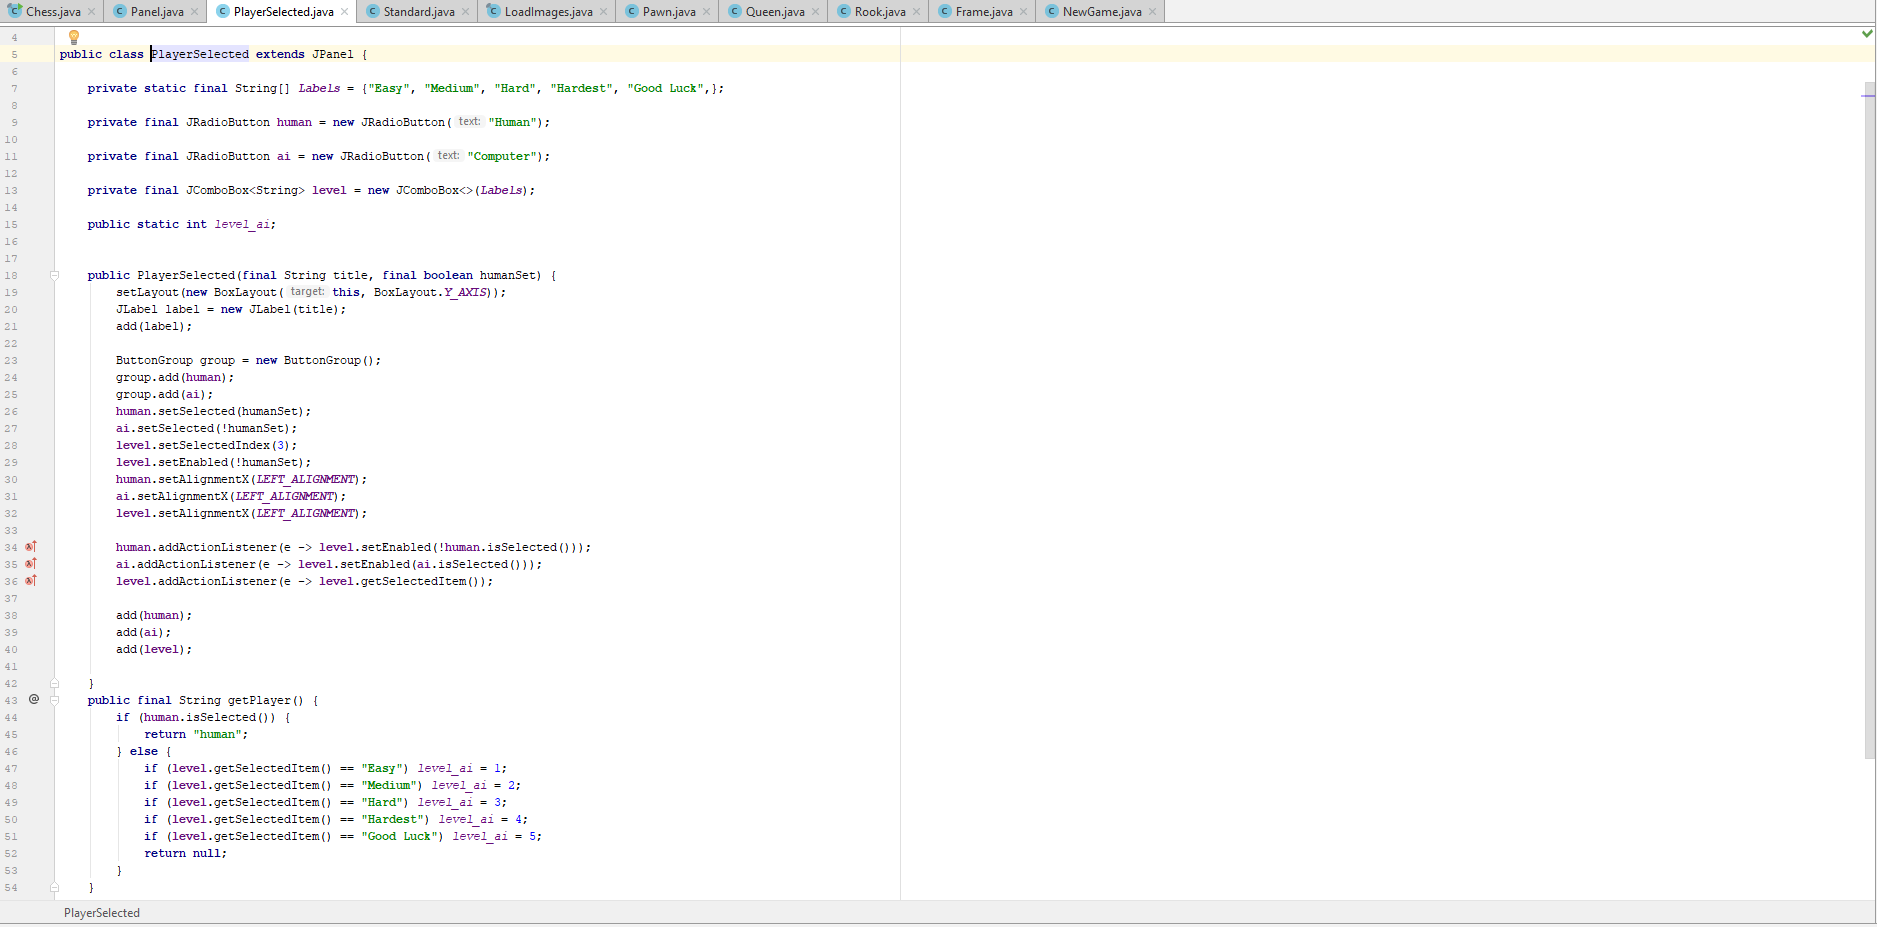 Chess.java Panel.java PlayerSelected.java Standard.java LoadImages.java Pawn.java Queen.java Rook.java Frame.java NewGame.java
4
5 public class PlayerSelected extends JPanel {
6
7 private static final String[] Labels = {"Easy", "Medium", "Hard", "Hardest", "Good Luck",};
8
9 private final JRadioButton human = new JRadioButton( text: "Human");
10
11 private final JRadioButton ai = new JRadioButton( text: "Computer");
12
13 private final JComboBox<String> level = new JComboBox<>(Labels);
14
15 public static int level_ai;
16
17
18 public PlayerSelected(final String title, final boolean humanSet) {
19 setLayout(new BoxLayout( target: this, BoxLayout.Y_AXIS));
20 JLabel label = new JLabel(title);
21 add(label);
22
23 ButtonGroup group = new ButtonGroup();
24 group.add(human);
25 group.add(ai);
26 human.setSelected(humanSet);
27 ai.setSelected(!humanSet);
28 level.setSelectedIndex(3);
29 level.setEnabled(!humanSet);
30 human.setAlignmentX(LEFT_ALIGNMENT);
31 ai.setAlignmentX(LEFT_ALIGNMENT);
32 level.setAlignmentX(LEFT_ALIGNMENT);
33
34 human.addActionListener(e -> level.setEnabled(!human.isSelected()));
35 ai.addActionListener(e -> level.setEnabled(ai.isSelected()));
36 level.addActionListener(e -> level.getSelectedItem());
37
38 add(human);
39 add(ai);
40 add(level);
41
42 }
43 @ public final String getPlayer() {
44 if (human.isSelected()) {
45 return "human";
46 } else {
47 if (level.getSelectedItem() == "Easy") level_ai = 1;
48 if (level.getSelectedItem() == "Medium") level_ai = 2;
49 if (level.getSelectedItem() == "Hard") level_ai = 3;
50 if (level.getSelectedItem() == "Hardest") level_ai = 4;
51 if (level.getSelectedItem() == "Good Luck") level_ai = 5;
52 return null;
53 }
54 }
PlayerSelected